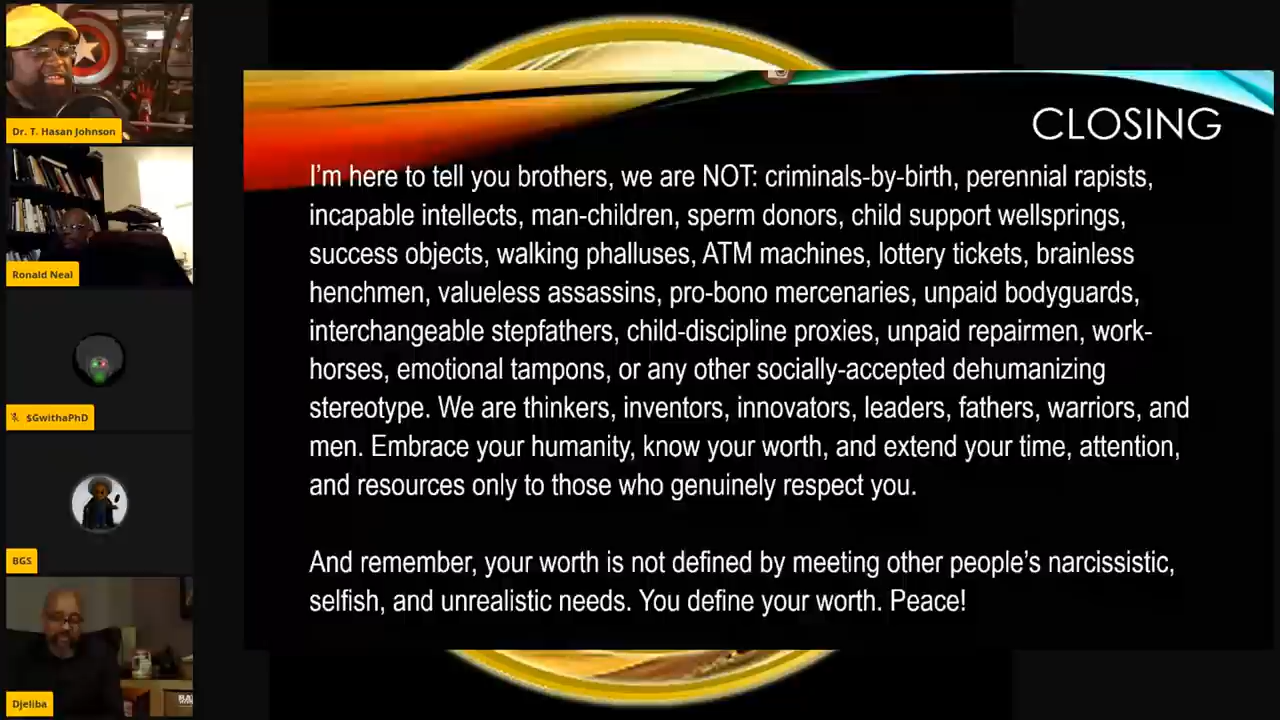 Dr. T. Hasan Johnson
Ronald Neal
$GwithaPhD
BGS
Djeliba
CLOSING
I'm here to tell you brothers, we are NOT: criminals-by-birth, perennial rapists,
incapable intellects, man-children, sperm donors, child support wellsprings,
success objects, walking phalluses, ATM machines, lottery tickets, brainless
henchmen, valueless assassins, pro-bono mercenaries, unpaid bodyguards,
interchangeable stepfathers, child-discipline proxies, unpaid repairmen, work-
horses, emotional tampons, or any other socially-accepted dehumanizing
stereotype. We are thinkers, inventors, innovators, leaders, fathers, warriors, and
men. Embrace your humanity, know your worth, and extend your time, attention,
and resources only to those who genuinely respect you.
And remember, your worth is not defined by meeting other people's narcissistic,
selfish, and unrealistic needs. You define your worth. Peace!